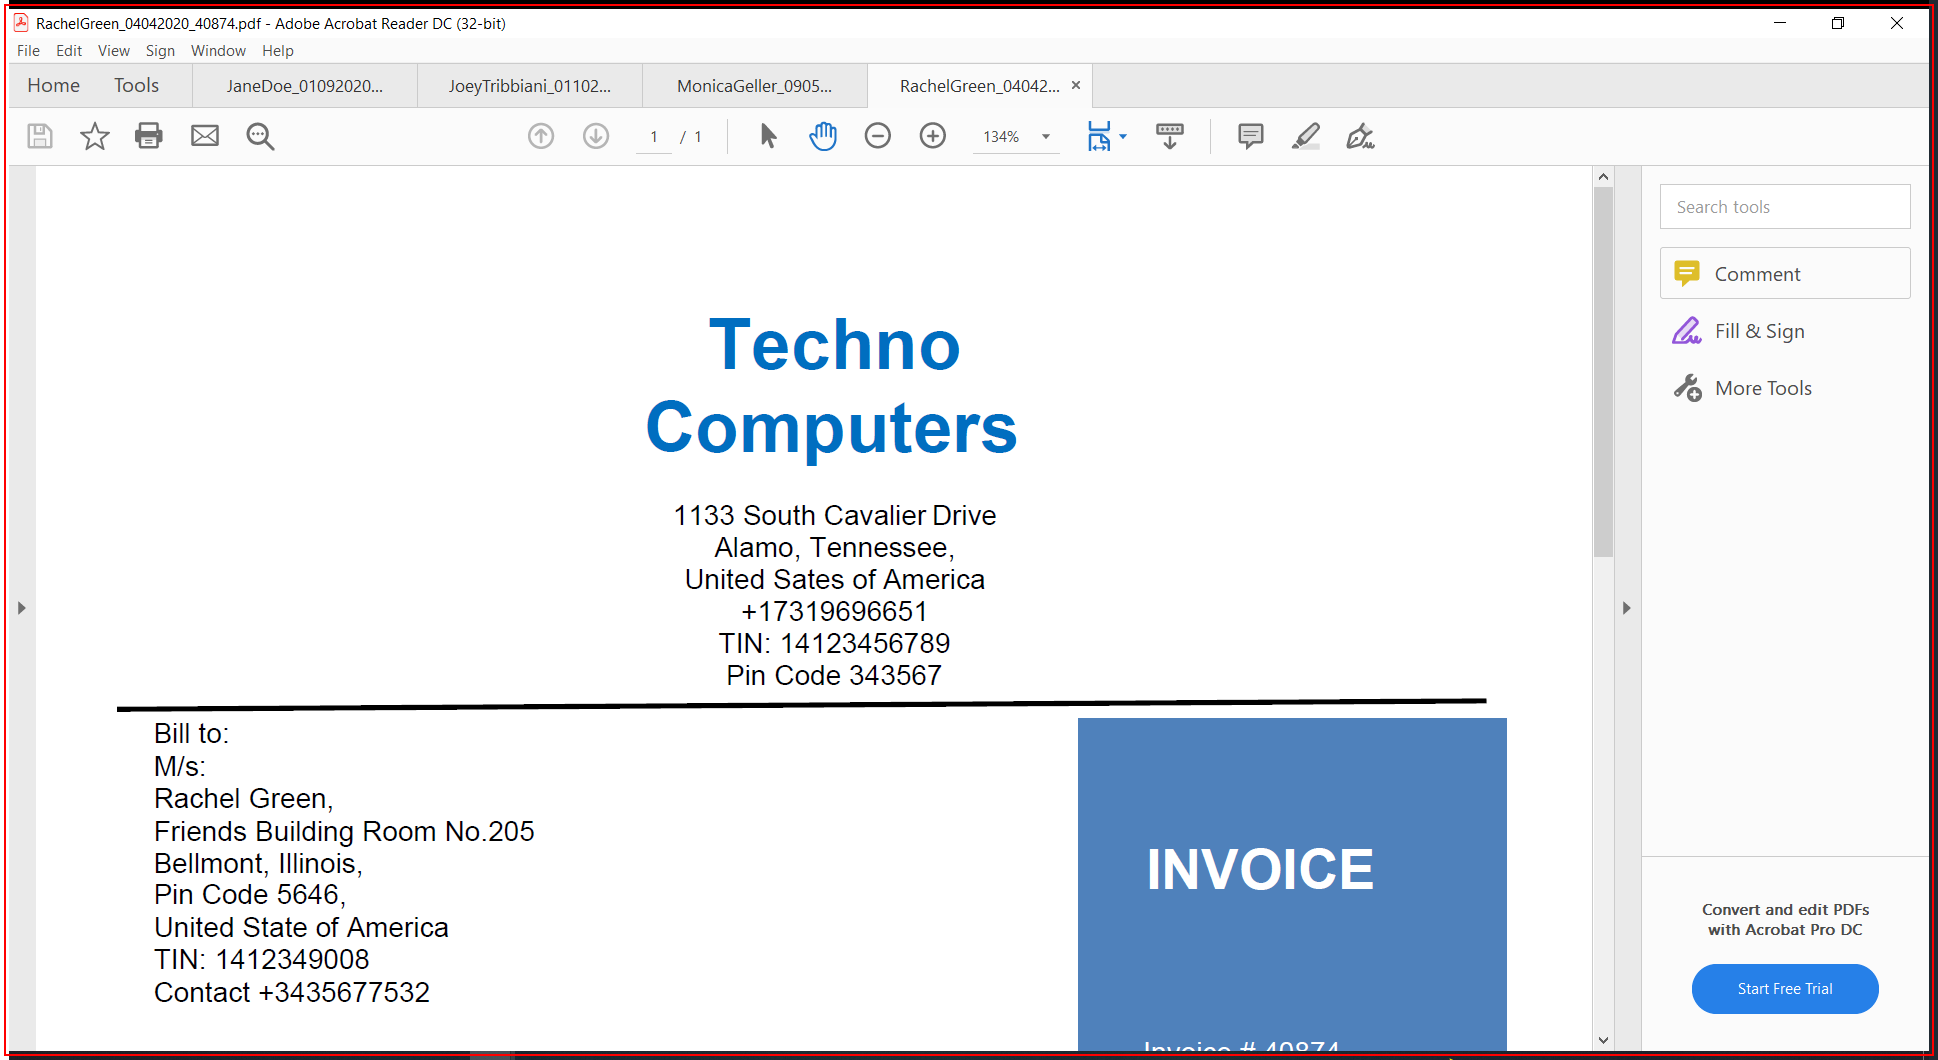 RachelGreen_04042020_40874.pdf - Adobe Acrobat Reader DC (32-bit)
File Edit View Sign Window Help
Home Tools JaneDoe_01092020... JoeyTribbiani_01102... MonicaGeller_0905... RachelGreen_04042...
1 / 1 134%
Search tools
Comment
Fill & Sign
More Tools
Techno
Computers
1133 South Cavalier Drive
Alamo, Tennessee,
United Sates of America
+17319696651
TIN: 14123456789
Pin Code 343567
Bill to:
M/s:
Rachel Green,
Friends Building Room No.205
Bellmont, Illinois,
Pin Code 5646,
United State of America
TIN: 1412349008
Contact +3435677532
INVOICE
Invoice # 40874
Convert and edit PDFs
with Acrobat Pro DC
Start Free Trial